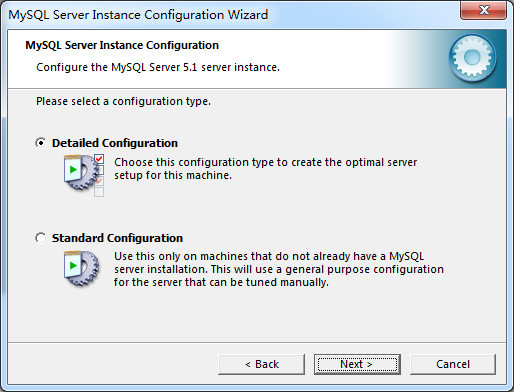 MySQL Server Instance Configuration Wizard
MySQL Server Instance Configuration
Configure the MySQL Server 5.1 server instance.
Please select a configuration type.
Detailed Configuration
Choose this configuration type to create the optimal server
setup for this machine.
Standard Configuration
Use this only on machines that do not already have a MySQL
server installation. This will use a general purpose configuration
for the server that can be tuned manually.
< Back
Next >
Cancel